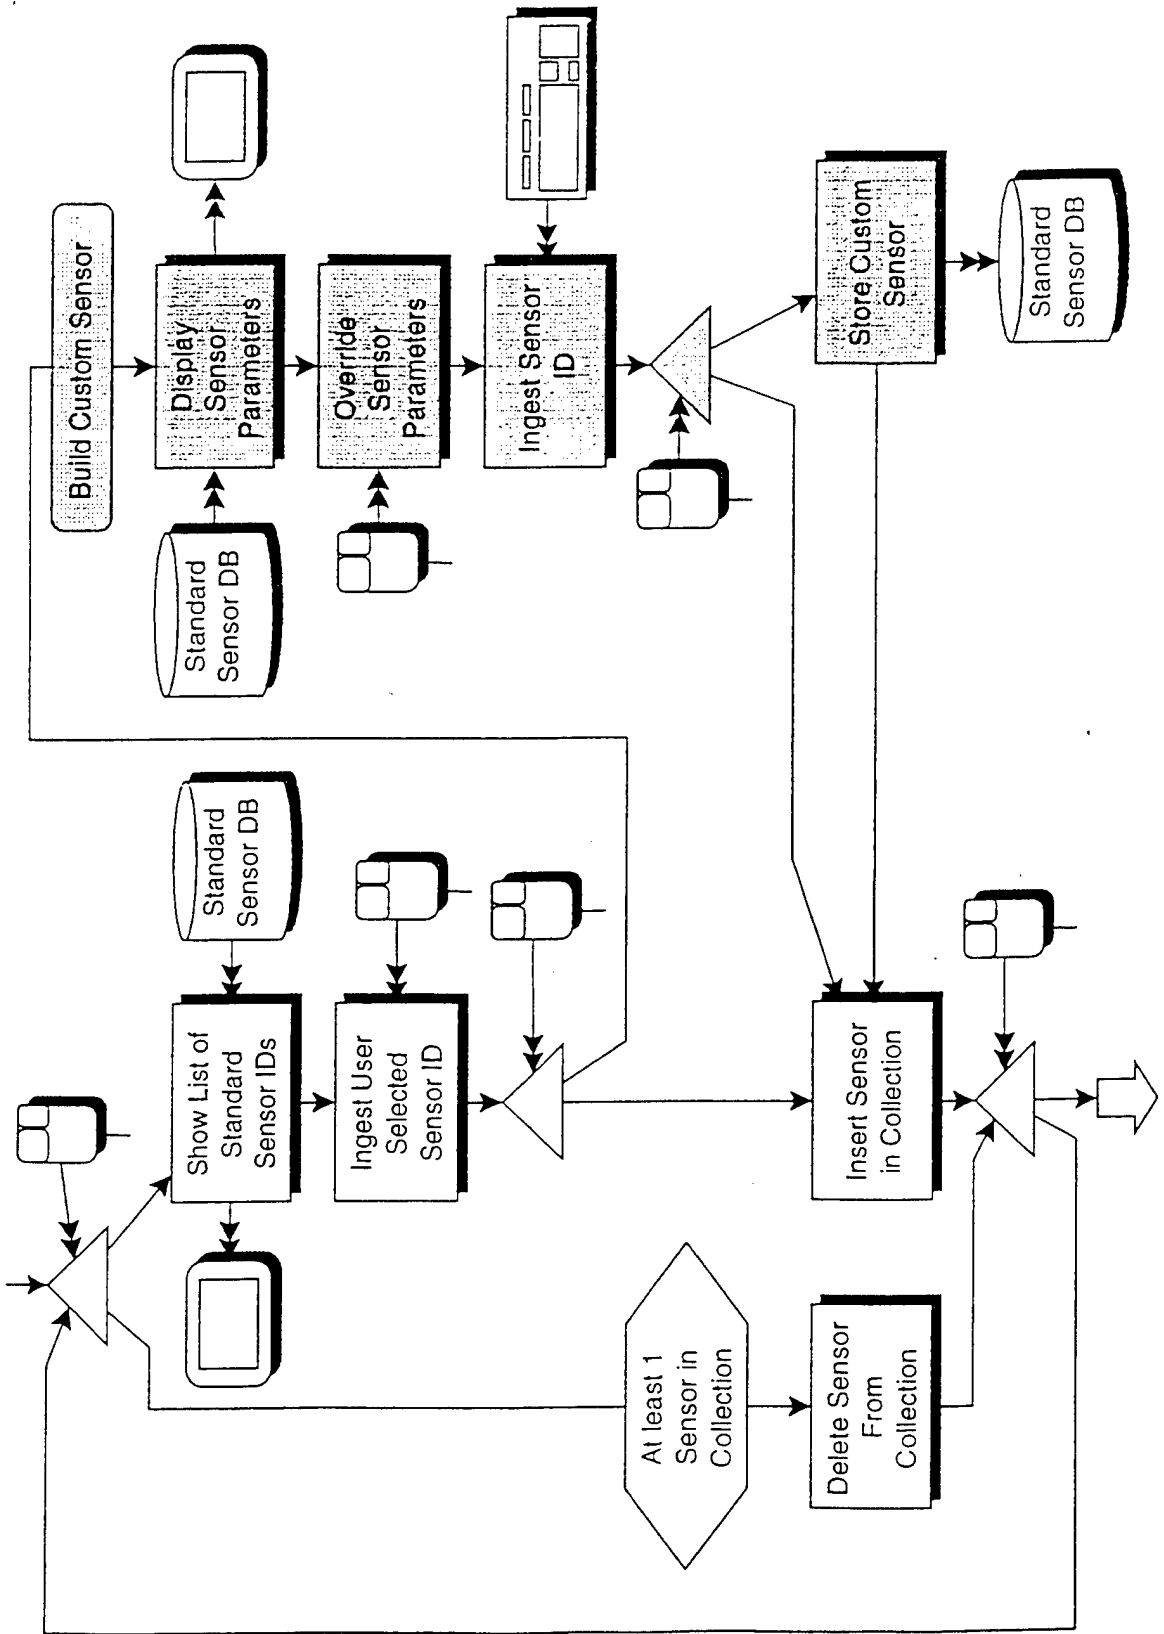 Build Custom Sensor
Standard
Sensor DB
Display
Sensor
Parameters
Override
Sensor
Parameters
Ingest Sensor
ID
Store Custom
Sensor
Standard
Sensor DB
Standard
Sensor DB
Show List of
Standard
Sensor IDs
Ingest User
Selected
Sensor ID
Insert Sensor
in Collection
At least 1
Sensor in
Collection
Delete Sensor
From
Collection